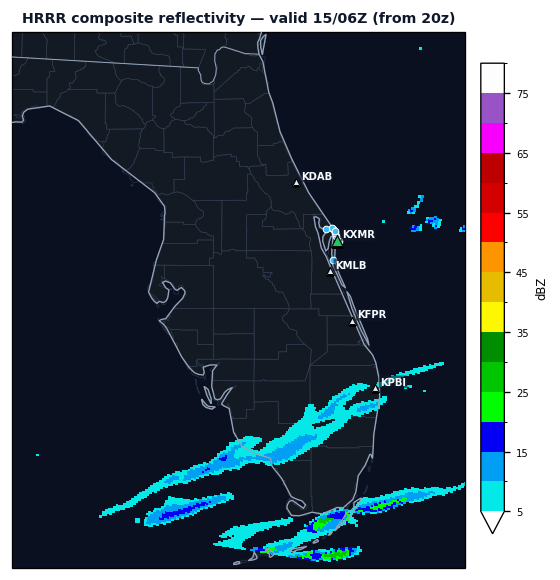 HRRR composite reflectivity — valid 15/06Z (from 20z)
KDAB
KXMR
KMLB
KFPR
KPBI
75
65
55
45
35
25
15
5
dBZ